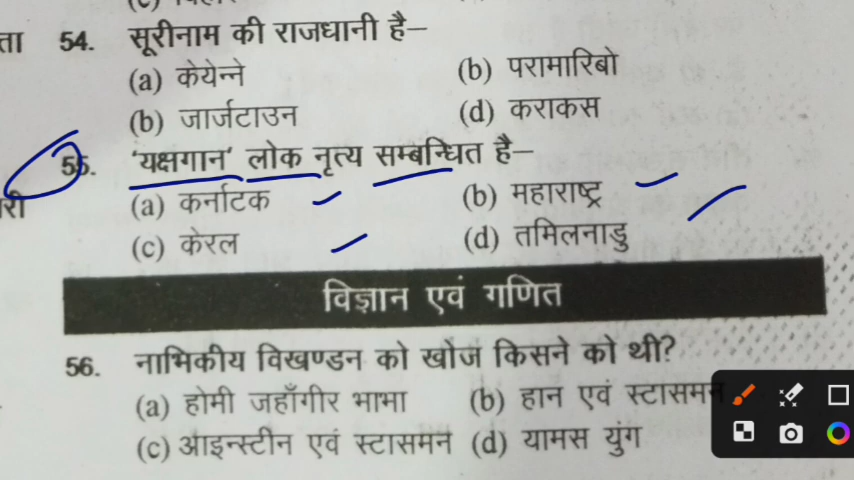 ता 54. सूरीनाम की राजधानी है–
(a) केयेन्ने (b) परामारिबो
(b) जार्जटाउन (d) कराकस
55. ‘यक्षगान’ लोक नृत्य सम्बन्धित है–
री (a) कर्नाटक (b) महाराष्ट्र
(c) केरल (d) तमिलनाडु
विज्ञान एवं गणित
56. नाभिकीय विखण्डन को खोज किसने को थी?
(a) होमी जहाँगीर भाभा (b) हान एवं स्टासमन
(c) आइन्स्टीन एवं स्टासमन (d) यामस युंग